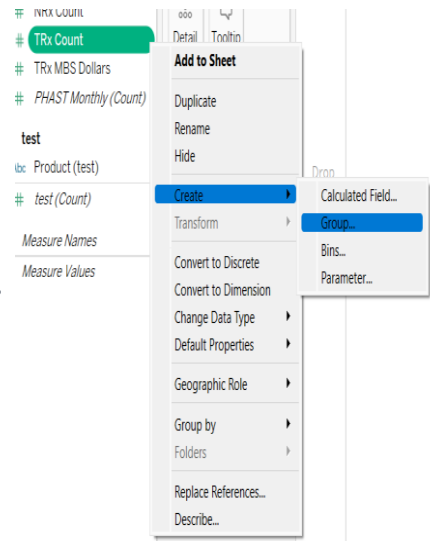 # NRx Count
# TRx Count
# TRx MBS Dollars
# PHAST Monthly (Count)
test
Abc Product (test)
# test (Count)
Measure Names
Measure Values
Detail Tooltip
Drop
Add to Sheet
Duplicate
Rename
Hide
Create
Transform
Convert to Discrete
Convert to Dimension
Change Data Type
Default Properties
Geographic Role
Group by
Folders
Replace References...
Describe...
Calculated Field...
Group...
Bins...
Parameter...